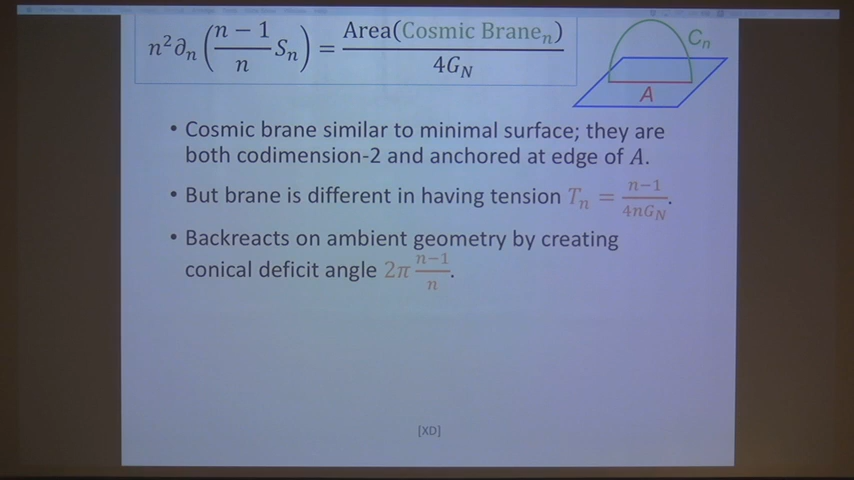 n²∂ₙ((n − 1)/n Sₙ) = Area(Cosmic Braneₙ)/4G_N
Cₙ
A
• Cosmic brane similar to minimal surface; they are
both codimension-2 and anchored at edge of A.
• But brane is different in having tension Tₙ = (n−1)/4nG_N.
• Backreacts on ambient geometry by creating
conical deficit angle 2π (n−1)/n.
[XD]